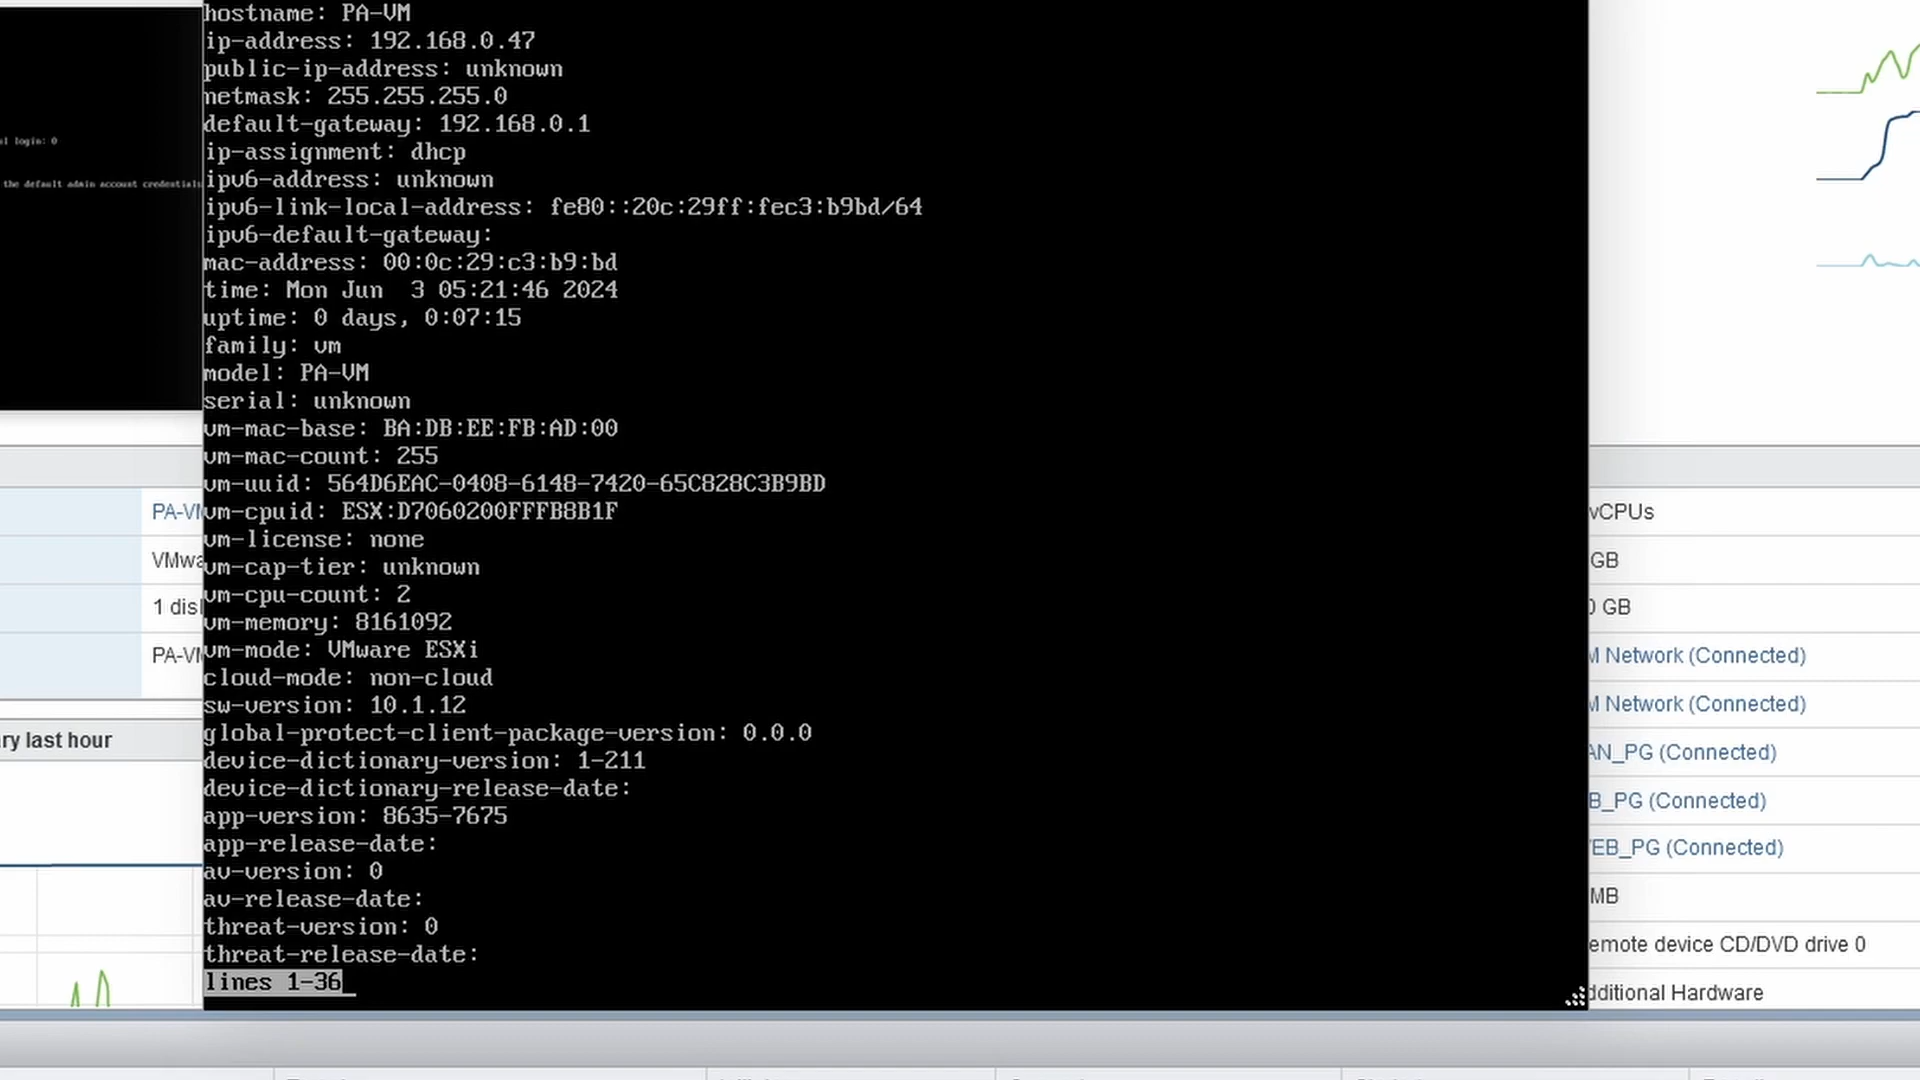 hostname: PA-VM
ip-address: 192.168.0.47
public-ip-address: unknown
netmask: 255.255.255.0
default-gateway: 192.168.0.1
ip-assignment: dhcp
ipv6-address: unknown
ipv6-link-local-address: fe80::20c:29ff:fec3:b9bd/64
ipv6-default-gateway:
mac-address: 00:0c:29:c3:b9:bd
time: Mon Jun  3 05:21:46 2024
uptime: 0 days, 0:07:15
family: vm
model: PA-VM
serial: unknown
vm-mac-base: BA:DB:EE:FB:AD:00
vm-mac-count: 255
vm-uuid: 564D6EAC-0408-6148-7420-65C828C3B9BD
vm-cpuid: ESX:D7060200FFFB8B1F
vm-license: none
vm-cap-tier: unknown
vm-cpu-count: 2
vm-memory: 8161092
vm-mode: VMware ESXi
cloud-mode: non-cloud
sw-version: 10.1.12
global-protect-client-package-version: 0.0.0
device-dictionary-version: 1-211
device-dictionary-release-date:
app-version: 8635-7675
app-release-date:
av-version: 0
av-release-date:
threat-version: 0
threat-release-date:
lines 1-36
login: 0
the default admin account credentials
PA-VM
VMwa
1 dis
PA-VM
ry last hour
vCPUs
GB
0 GB
M Network (Connected)
M Network (Connected)
AN_PG (Connected)
B_PG (Connected)
EB_PG (Connected)
MB
emote device CD/DVD drive 0
dditional Hardware